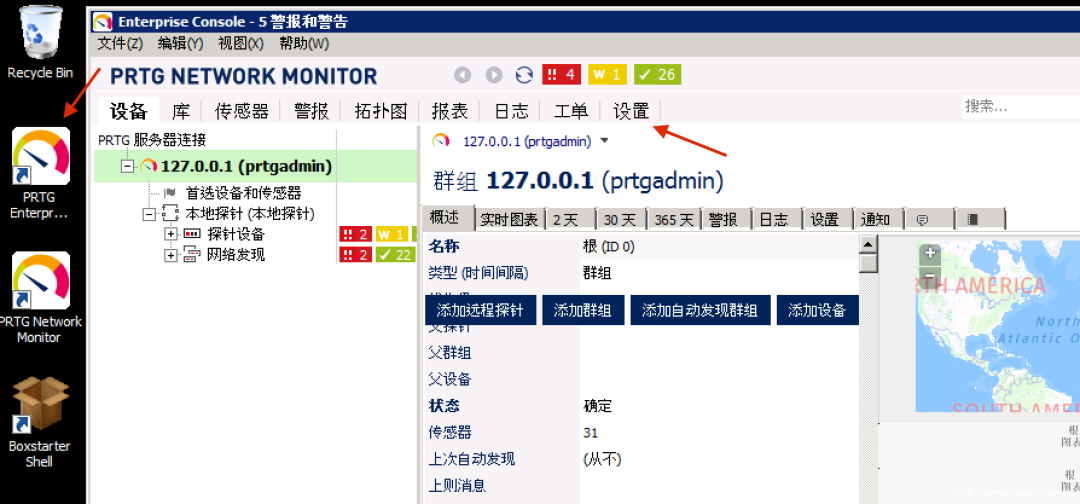 Recycle Bin
PRTG
Enterpr...
PRTG Network
Monitor
Boxstarter
Shell
Enterprise Console - 5 警报和警告
文件(Z) 编辑(Y) 视图(X) 帮助(W)
PRTG NETWORK MONITOR
!! 4 W 1 ✓ 26
设备 库 传感器 警报 拓扑图 报表 日志 工单 设置
搜索...
PRTG 服务器连接
127.0.0.1 (prtgadmin)
首选设备和传感器
本地探针 (本地探针)
探针设备 !! 2 W 1
网络发现 !! 2 ✓ 22
127.0.0.1 (prtgadmin)
群组 127.0.0.1 (prtgadmin)
概述 实时图表 2 天 30 天 365 天 警报 日志 设置 通知
名称 根 (ID 0)
类型 (时间间隔) 群组
添加远程探针 添加群组 添加自动发现群组 添加设备
父探针
父群组
父设备
状态 确定
传感器 31
上次自动发现 (从不)
上则消息
+
−
RTH AMERICA
North
Atlantic O
SOUTH AME
根
图表
根
图表